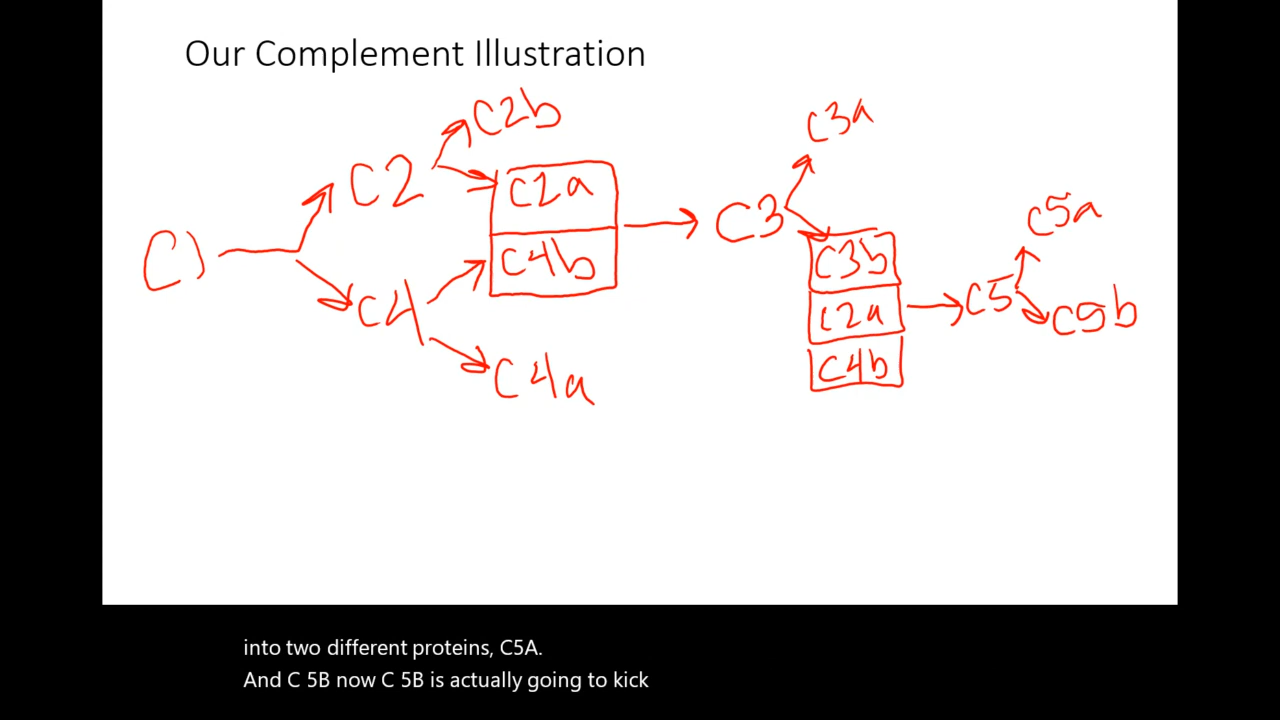 Our Complement Illustration
C2b
C3a
C2
C2a
C5a
C1
C4b
C3
C3b
C4
C2a
C5
C5b
C4a
C4b
into two different proteins, C5A.
And C 5B now C 5B is actually going to kick